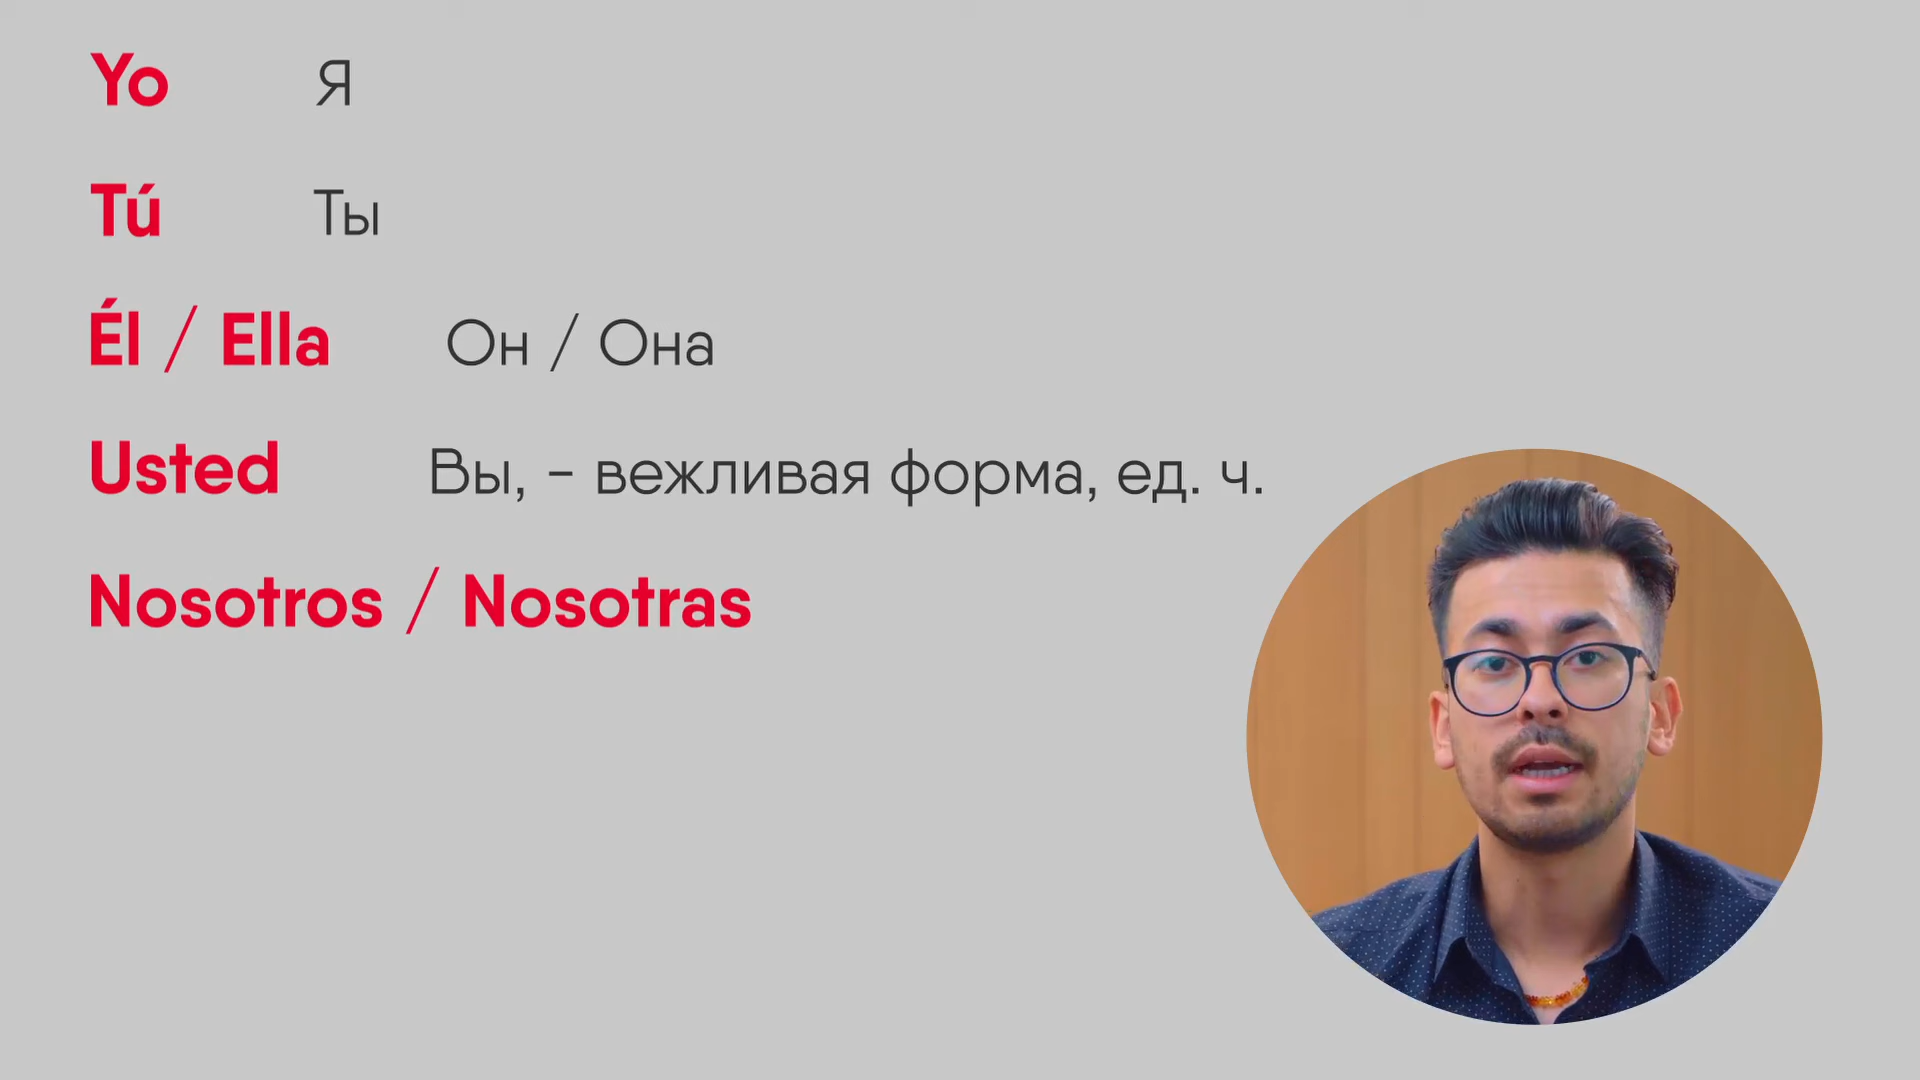 Yo Я
Tú Ты
Él / Ella Он / Она
Usted Вы, - вежливая форма, ед. ч.
Nosotros / Nosotras